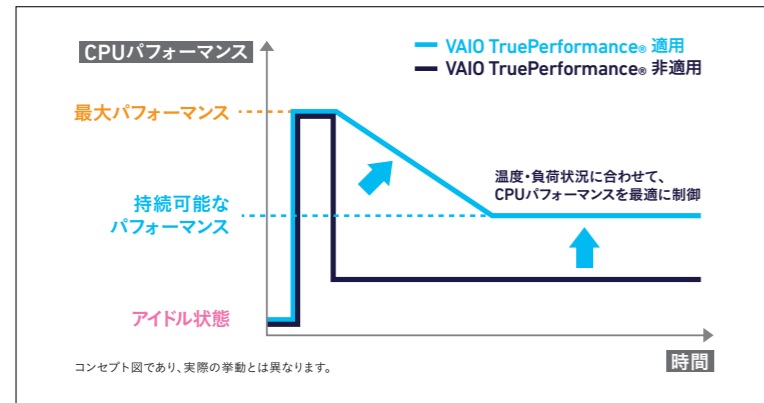 CPUパフォーマンス
VAIO TruePerformance® 適用
VAIO TruePerformance® 非適用
最大パフォーマンス
温度・負荷状況に合わせて、
CPUパフォーマンスを最適に制御
持続可能な
パフォーマンス
アイドル状態
時間
コンセプト図であり、実際の挙動とは異なります。